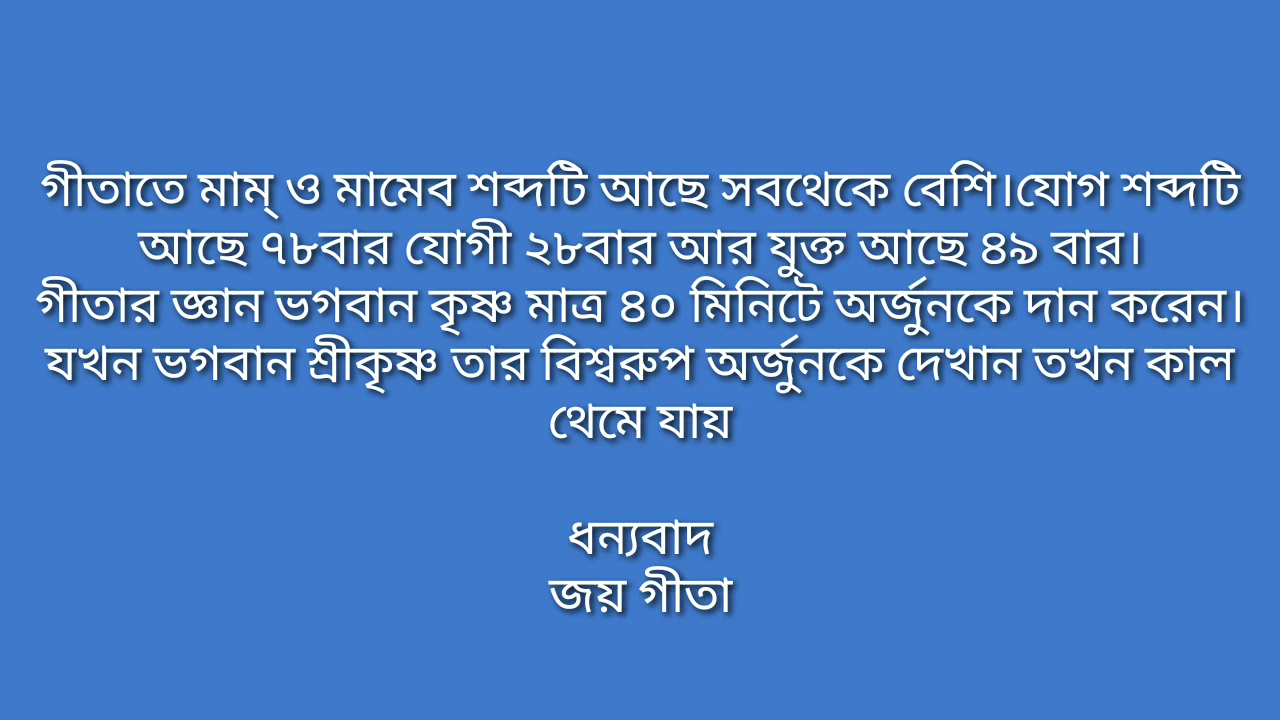 গীতাতে মাম্ ও মামেব শব্দটি আছে সবথেকে বেশি।যোগ শব্দটি
আছে ৭৮বার যোগী ২৮বার আর যুক্ত আছে ৪৯ বার।
গীতার জ্ঞান ভগবান কৃষ্ণ মাত্র ৪০ মিনিটে অর্জুনকে দান করেন।
যখন ভগবান শ্রীকৃষ্ণ তার বিশ্বরুপ অর্জুনকে দেখান তখন কাল
থেমে যায়
ধন্যবাদ
জয় গীতা